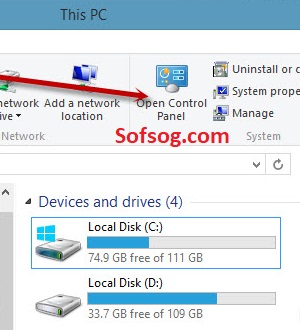 This PC
network
ive
Add a network
location
Open Control
Panel
Uninstall or c
System prope
Manage
Network
System
Sofsog.com
Devices and drives (4)
Local Disk (C:)
74.9 GB free of 111 GB
Local Disk (D:)
33.7 GB free of 109 GB